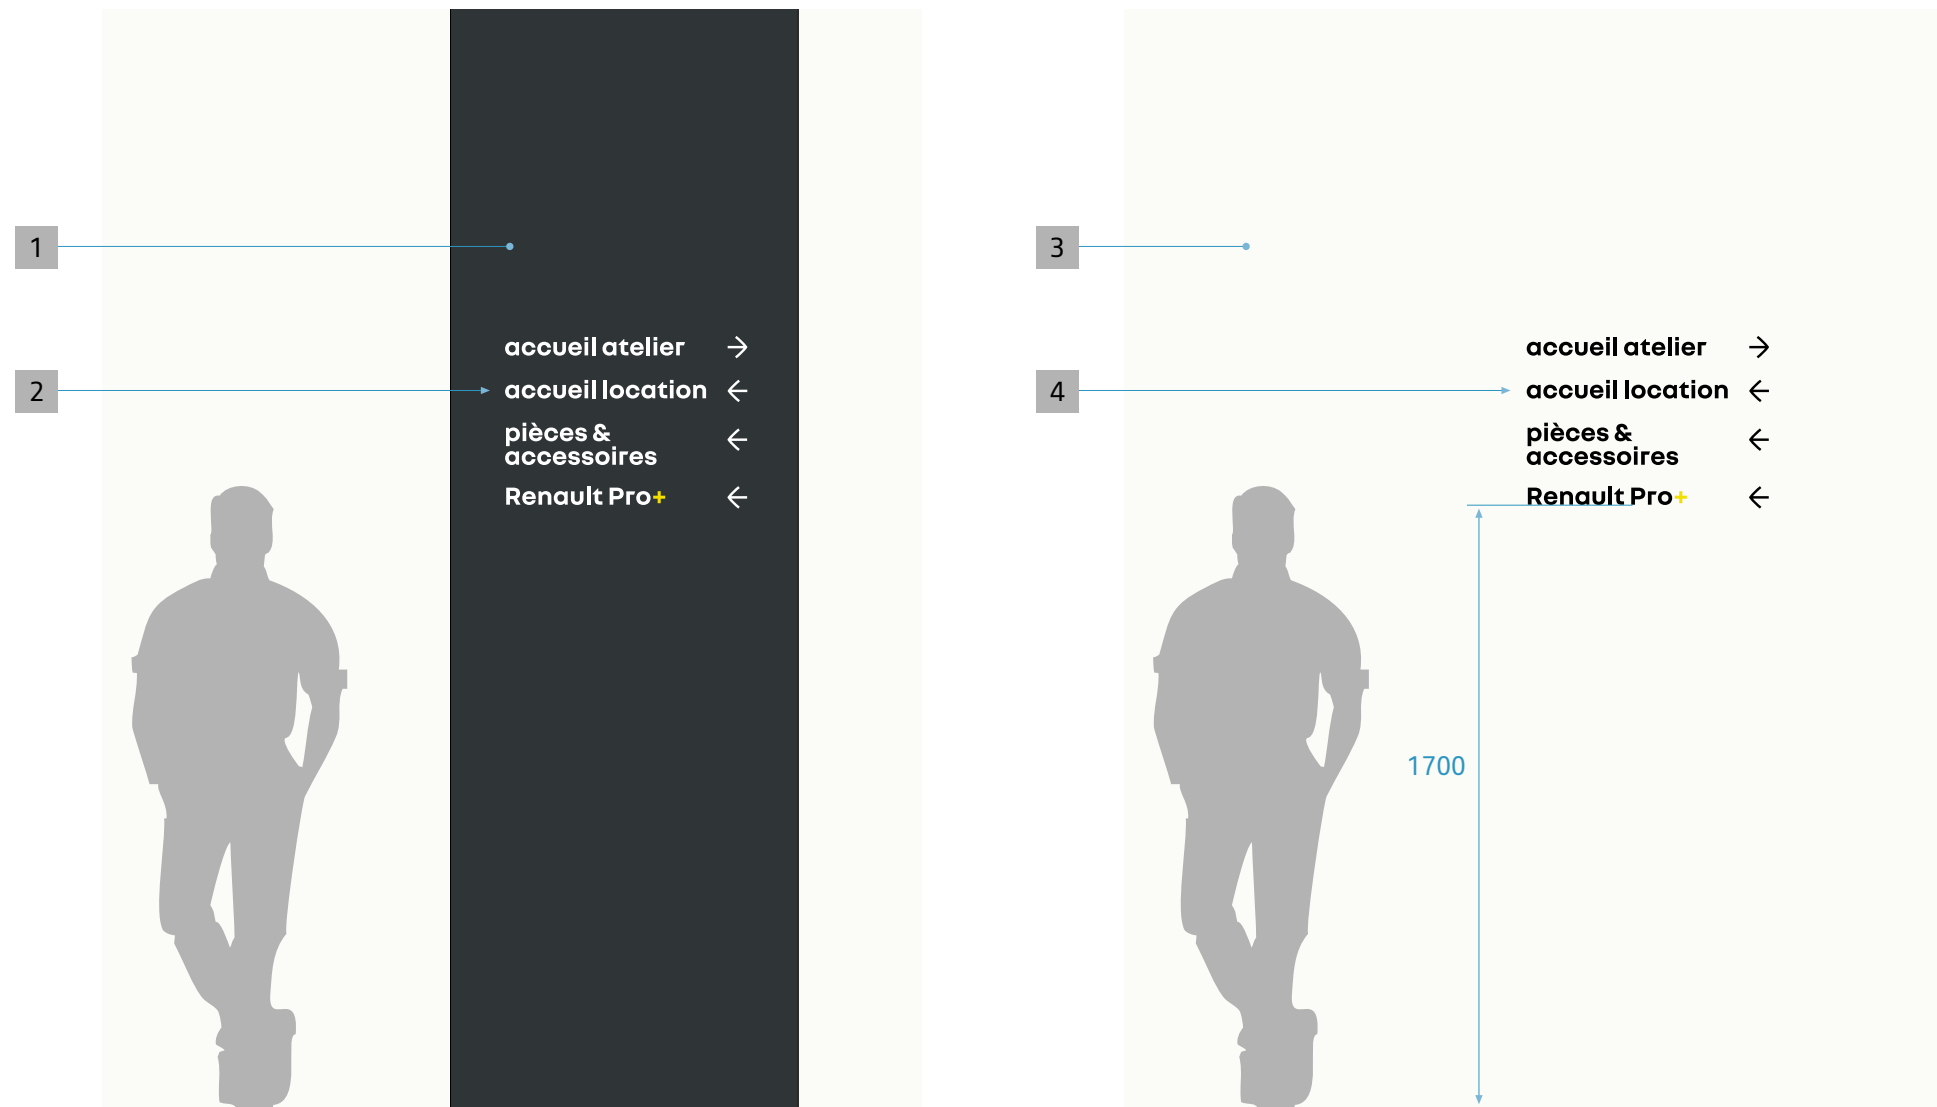 1
accueil atelier →
2
accueil location ←
pièces &
accessoires ←
Renault Pro+ ←
3
accueil atelier →
4
accueil location ←
pièces &
accessoires ←
Renault Pro+ ←
1700